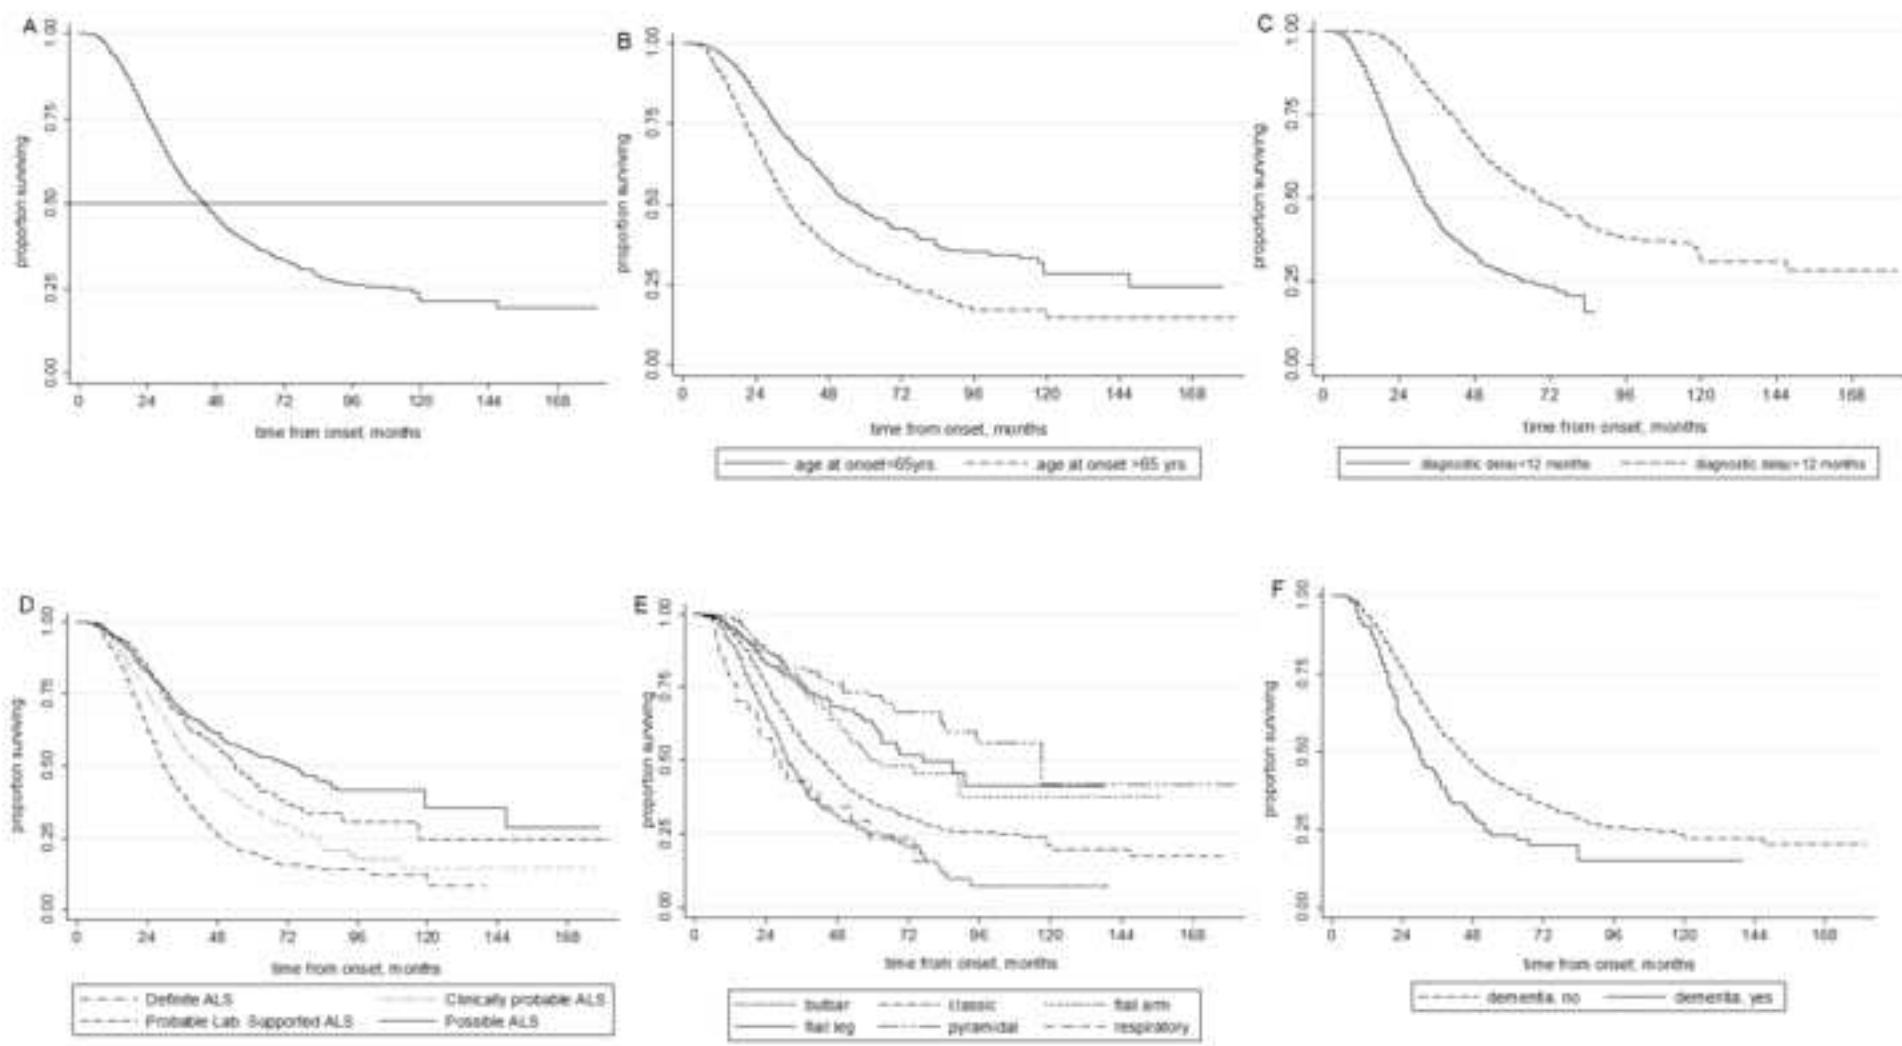 A
1.00
0.75
0.50
0.25
0.00
proportion surviving
0 24 48 72 96 120 144 168
time from onset, months
B
1.00
0.75
0.50
0.25
0.00
proportion surviving
0 24 48 72 96 120 144 168
time from onset, months
age at onset<65yrs age at onset >65 yrs
C
1.00
0.75
0.50
0.25
0.00
proportion surviving
0 24 48 72 96 120 144 168
time from onset, months
diagnostic delay<12 months diagnostic delay>12 months
D
1.00
0.75
0.50
0.25
0.00
proportion surviving
0 24 48 72 96 120 144 168
time from onset, months
Definite ALS Clinically probable ALS
Probable Lab. Supported ALS Possible ALS
E
1.00
0.75
0.50
0.25
0.00
proportion surviving
0 24 48 72 96 120 144 168
time from onset, months
bulbar classic flail arm
flail leg pyramidal respiratory
F
1.00
0.75
0.50
0.25
0.00
proportion surviving
0 24 48 72 96 120 144 168
time from onset, months
dementia, no dementia, yes